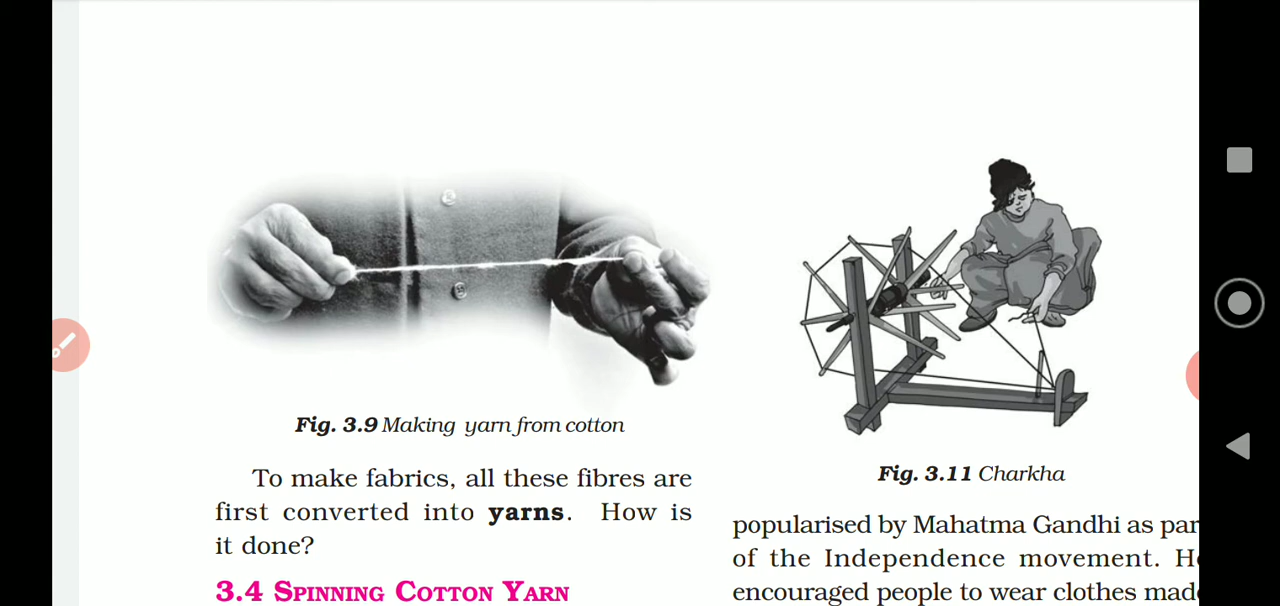 Fig. 3.9 Making yarn from cotton
To make fabrics, all these fibres are
first converted into yarns. How is
it done?
3.4 SPINNING COTTON YARN
Fig. 3.11 Charkha
popularised by Mahatma Gandhi as par
of the Independence movement. He
encouraged people to wear clothes made